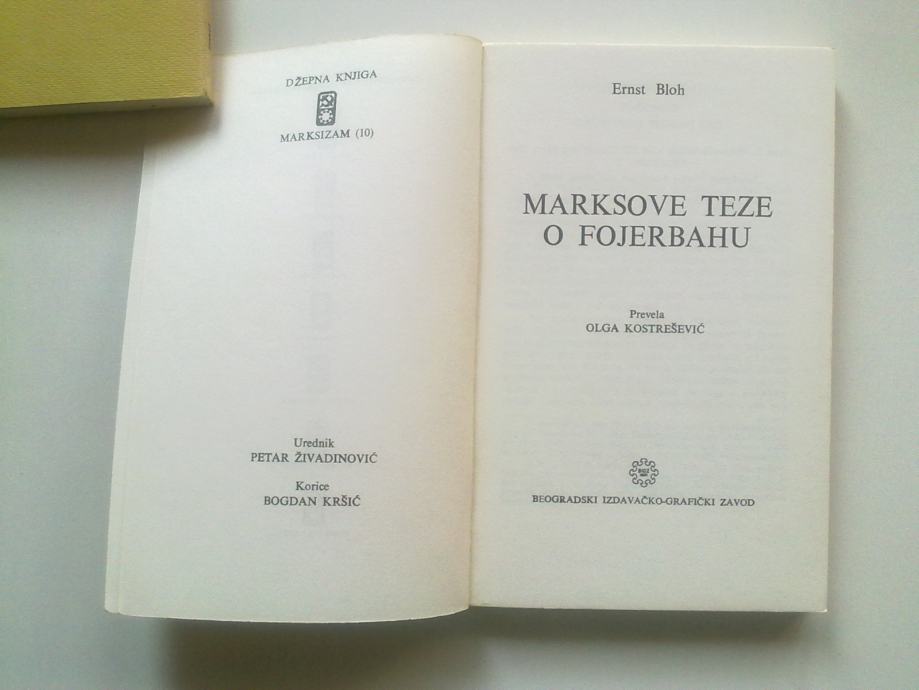 DŽEPNA KNJIGA
MARKSIZAM (10)
Urednik
PETAR ŽIVADINOVIĆ
Korice
BOGDAN KRŠIĆ
Ernst Bloh
MARKSOVE TEZE
O FOJERBAHU
Prevela
OLGA KOSTREŠEVIĆ
BEOGRADSKI IZDAVAČKO-GRAFIČKI ZAVOD